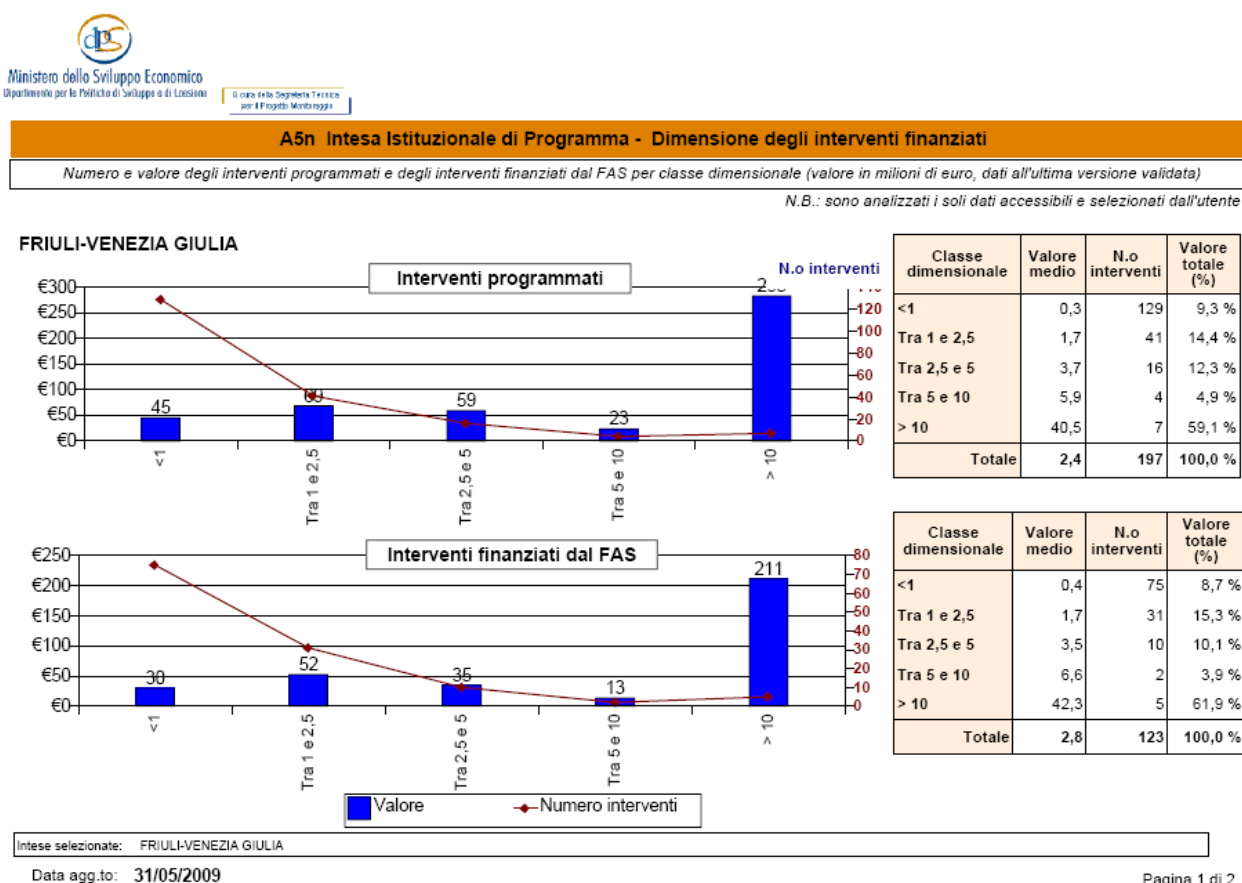 dps
Ministero dello Sviluppo Economico
Dipartimento per le Politiche di Sviluppo e di Coesione
A cura della Segreteria Tecnica
per il Progetto Monitoraggio
A5n Intesa Istituzionale di Programma - Dimensione degli interventi finanziati
Numero e valore degli interventi programmati e degli interventi finanziati dal FAS per classe dimensionale (valore in milioni di euro, dati all'ultima versione validata)
N.B.: sono analizzati i soli dati accessibili e selezionati dall'utente
FRIULI-VENEZIA GIULIA
Interventi programmati
N.o interventi
€300
€250
€200
€150
€100
€50
€0
45
69
59
23
120
100
80
60
40
20
0
<1
Tra 1 e 2,5
Tra 2,5 e 5
Tra 5 e 10
> 10
Classe dimensionale Valore medio N.o interventi Valore totale (%)
<1 0,3 129 9,3 %
Tra 1 e 2,5 1,7 41 14,4 %
Tra 2,5 e 5 3,7 16 12,3 %
Tra 5 e 10 5,9 4 4,9 %
> 10 40,5 7 59,1 %
Totale 2,4 197 100,0 %
Interventi finanziati dal FAS
€250
€200
€150
€100
€50
€0
30
52
35
13
211
80
70
60
50
40
30
20
10
0
<1
Tra 1 e 2,5
Tra 2,5 e 5
Tra 5 e 10
> 10
Classe dimensionale Valore medio N.o interventi Valore totale (%)
<1 0,4 75 8,7 %
Tra 1 e 2,5 1,7 31 15,3 %
Tra 2,5 e 5 3,5 10 10,1 %
Tra 5 e 10 6,6 2 3,9 %
> 10 42,3 5 61,9 %
Totale 2,8 123 100,0 %
Valore
Numero interventi
Intese selezionate: FRIULI-VENEZIA GIULIA
Data agg.to: 31/05/2009
Pagina 1 di 2